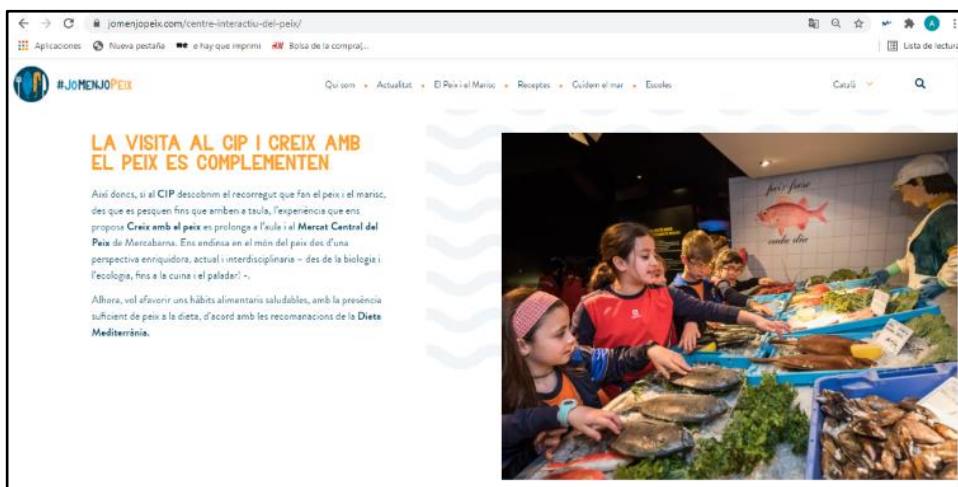 jomenjopeix.com/centre-interactiu-del-peix/
Aplicaciones Nueva pestaña e hay que imprimi Bolsa de la compra(... Lista de lectura
#JOMENJOPEIX Qui som Actualitat El Peix i el Marisc Receptes Cuidem el mar Escoles Català
LA VISITA AL CIP I CREIX AMB
EL PEIX ES COMPLEMENTEN
Així doncs, si al CIP descobrim el recorregut que fan el peix i el marisc,
des que es pesquen fins que arriben a taula, l'experiència que ens
proposa Creix amb el peix es prolonga a l'aula i al Mercat Central del
Peix de Mercabarna. Ens endinsa en el món del peix des d'una
perspectiva enriquidora, actual i interdisciplinaria – des de la biologia i
l'ecologia, fins a la cuina i el paladar! -.
Alhora, vol afavorir uns hàbits alimentaris saludables, amb la presència
suficient de peix a la dieta, d'acord amb les recomanacions de la Dieta
Mediterrània.
peix fresc
cada dia